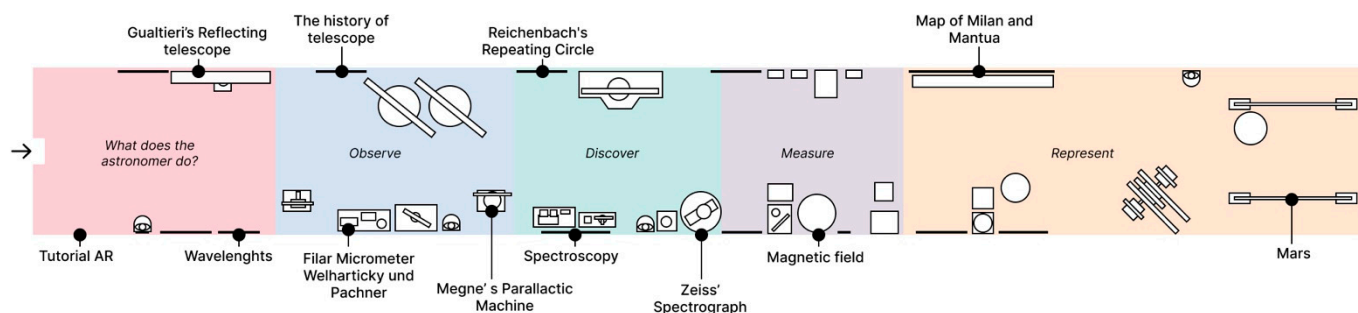 Gualtieri's Reflecting
telescope
The history of
telescope
Reichenbach's
Repeating Circle
Map of Milan and
Mantua
What does the
astronomer do?
Observe
Discover
Measure
Represent
Tutorial AR
Wavelenghts
Filar Micrometer
Welharticky und
Pachner
Megne' s Parallactic
Machine
Spectroscopy
Zeiss'
Spectrograph
Magnetic field
Mars